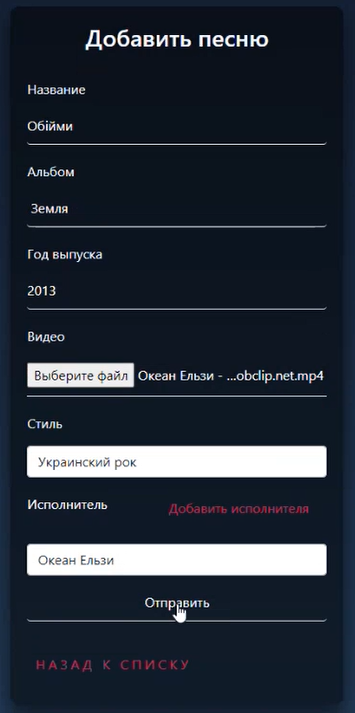 Добавить песню
Название
Обійми
Альбом
Земля
Год выпуска
2013
Видео
Выберите файл Океан Ельзи - ...obclip.net.mp4
Стиль
Украинский рок
Исполнитель Добавить исполнителя
Океан Ельзи
Отправить
НАЗАД К СПИСКУ